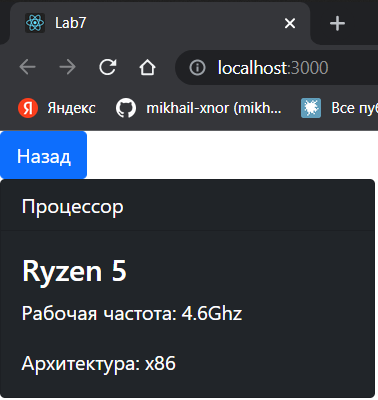 Lab7
localhost:3000
Яндекс
mikhail-xnor (mikh...
Все пу
Назад
Процессор
Ryzen 5
Рабочая частота: 4.6Ghz
Архитектура: x86